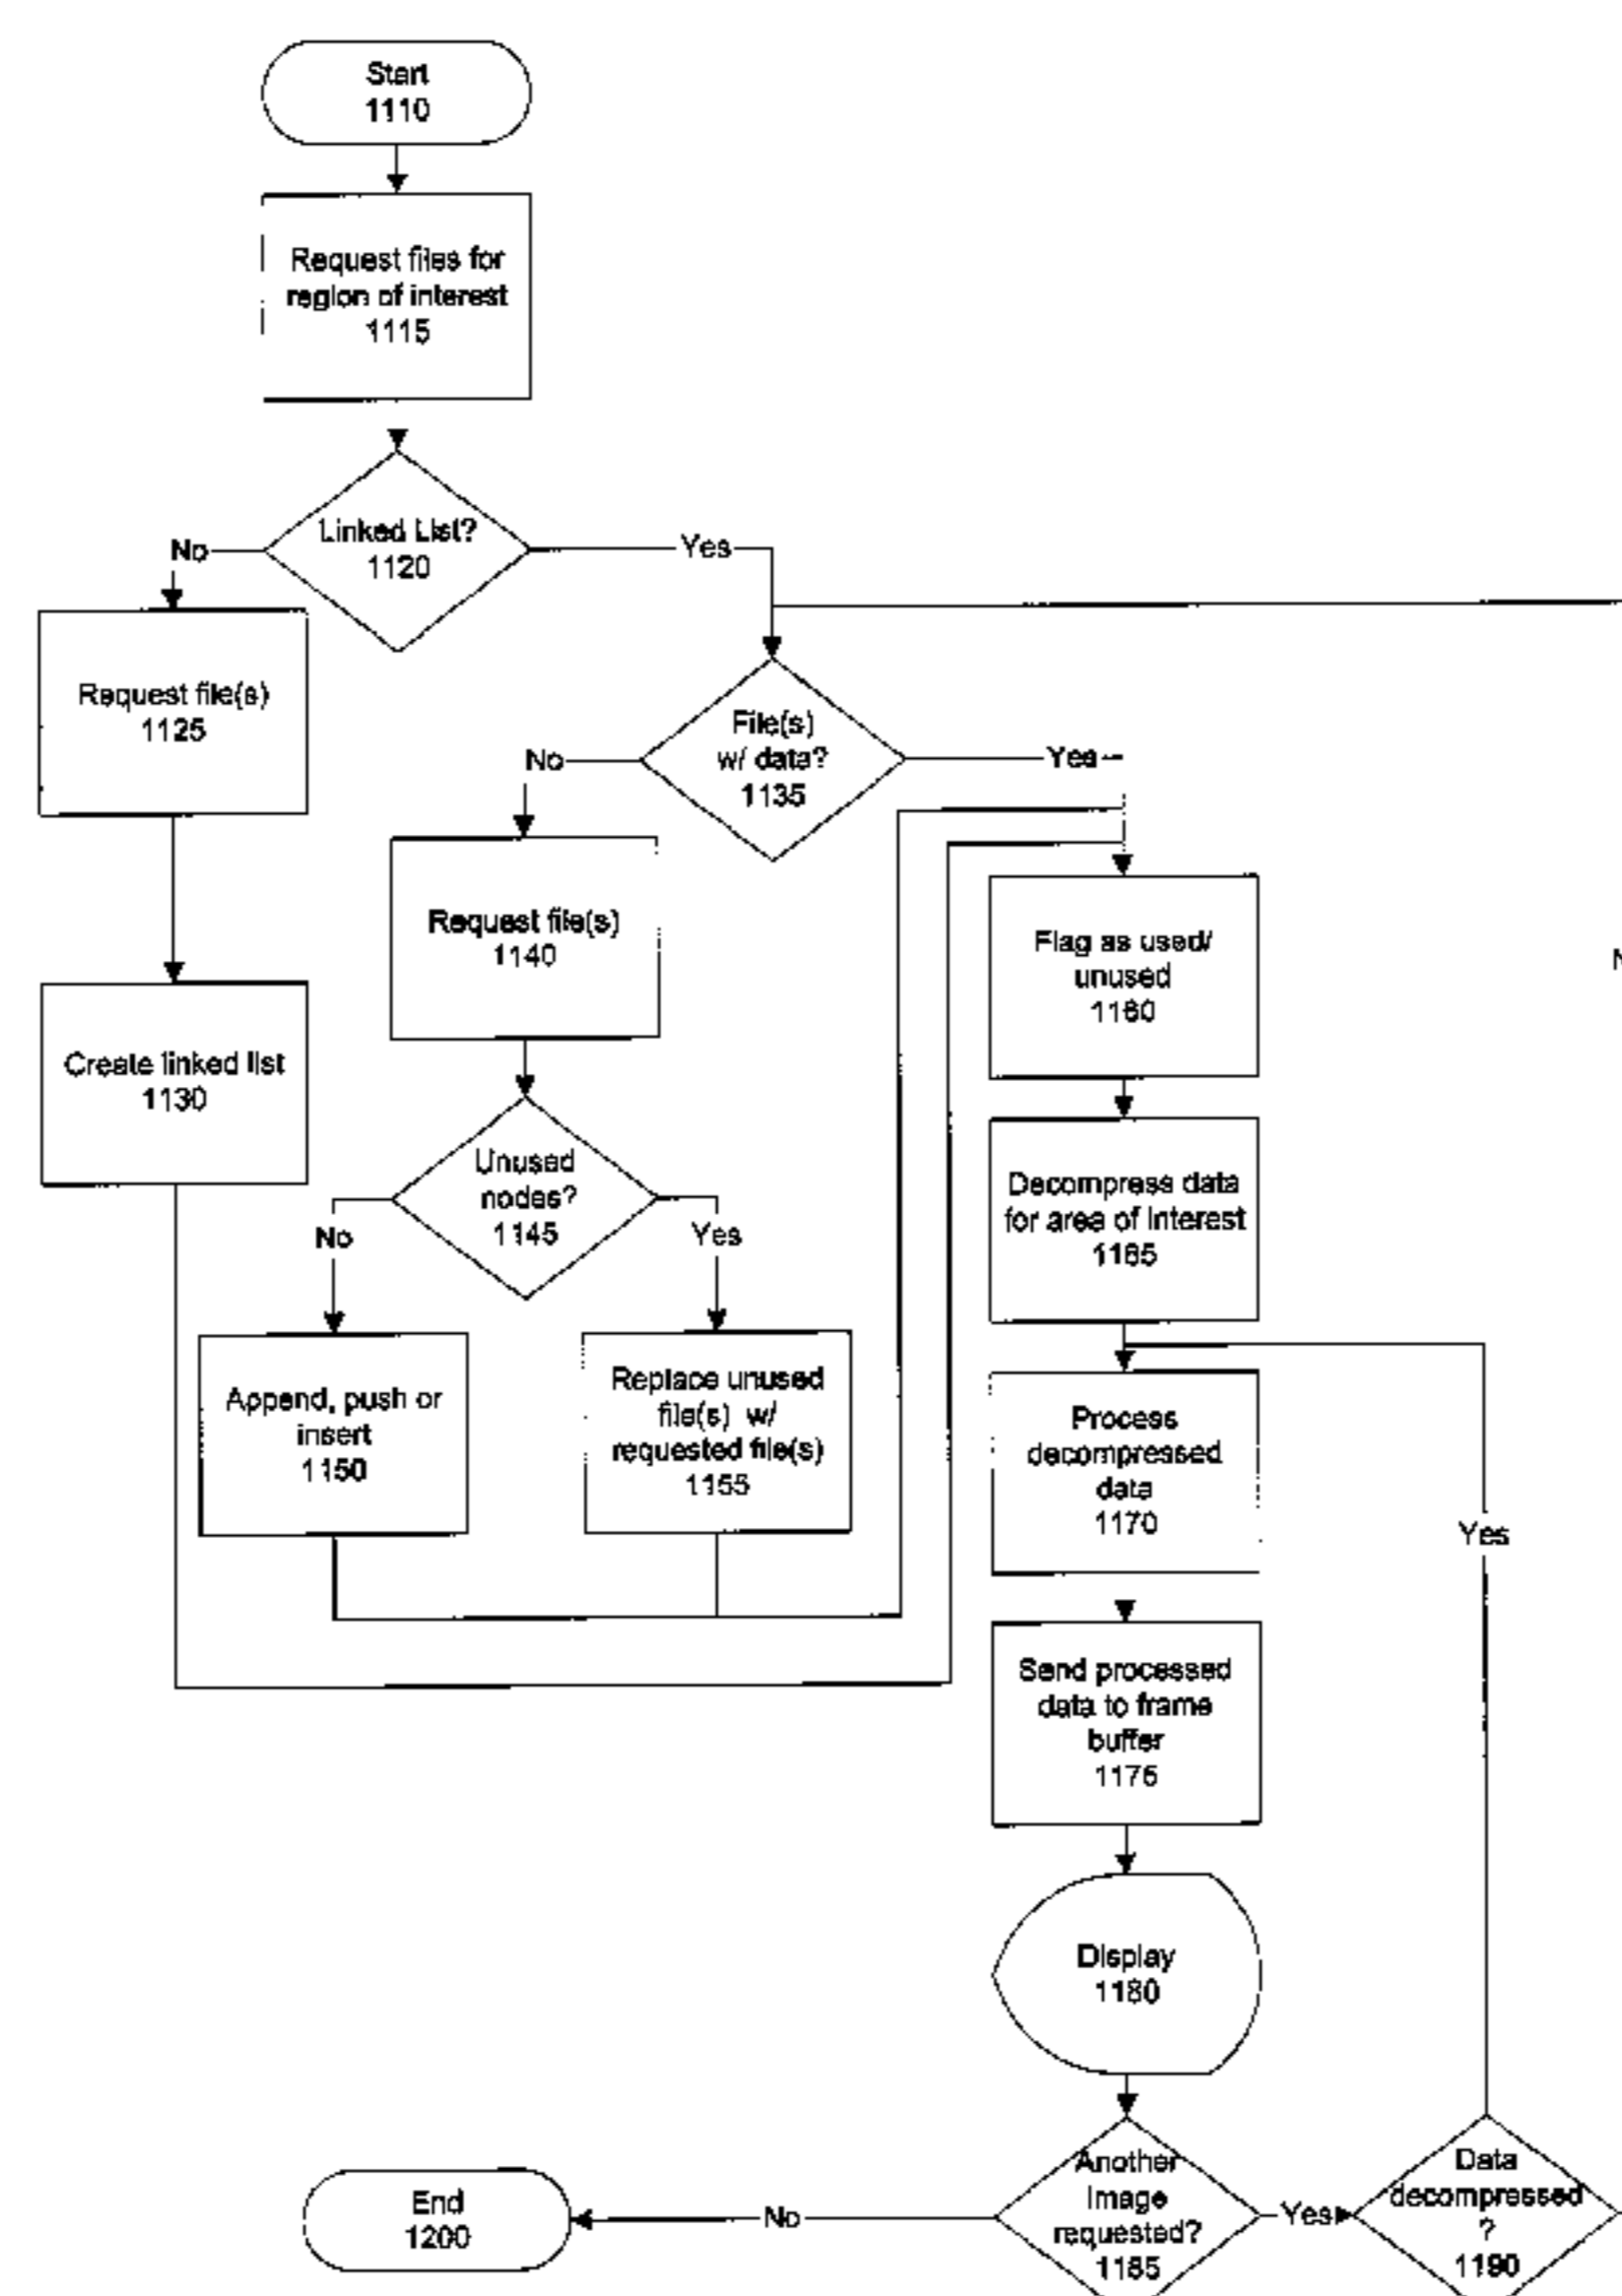 Start
1110
Request files for
region of interest
1115
Linked List?
1120
No
Yes
Request file(s)
1125
File(s)
w/ data?
1135
No
Yes
Request file(s)
1140
Flag as used/
unused
1160
Create linked list
1130
Unused
nodes?
1145
No
Yes
Decompress data
for area of interest
1165
Append, push or
insert
1150
Replace unused
file(s) w/
requested file(s)
1155
Process
decompressed
data
1170
Yes
Send processed
data to frame
buffer
1175
Display
1180
Another
image
requested?
1185
Yes
Data
decompressed
?
1190
No
End
1200